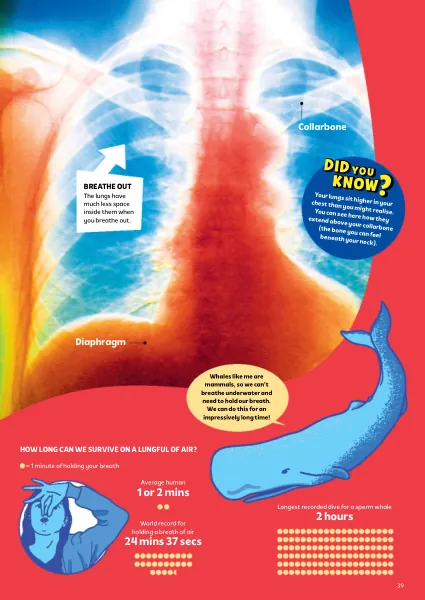 Collarbone
DID YOU
KNOW?
Your lungs sit higher in your
chest than you might realise.
You can see here how they
extend above your collarbone
(the bone you can feel
beneath your neck).
BREATHE OUT
The lungs have
much less space
inside them when
you breathe out.
Diaphragm
Whales like me are
mammals, so we can't
breathe underwater and
need to hold our breath.
We can do this for an
impressively long time!
HOW LONG CAN WE SURVIVE ON A LUNGFUL OF AIR?
= 1 minute of holding your breath
Average human
1 or 2 mins
World record for
holding a breath of air
24 mins 37 secs
Longest recorded dive for a sperm whale
2 hours
39